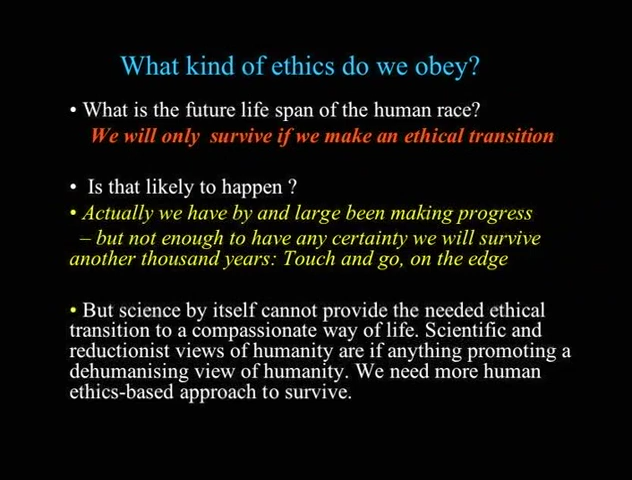 What kind of ethics do we obey?
• What is the future life span of the human race?
We will only survive if we make an ethical transition
• Is that likely to happen ?
• Actually we have by and large been making progress
– but not enough to have any certainty we will survive
another thousand years: Touch and go, on the edge
• But science by itself cannot provide the needed ethical
transition to a compassionate way of life. Scientific and
reductionist views of humanity are if anything promoting a
dehumanising view of humanity. We need more human
ethics-based approach to survive.